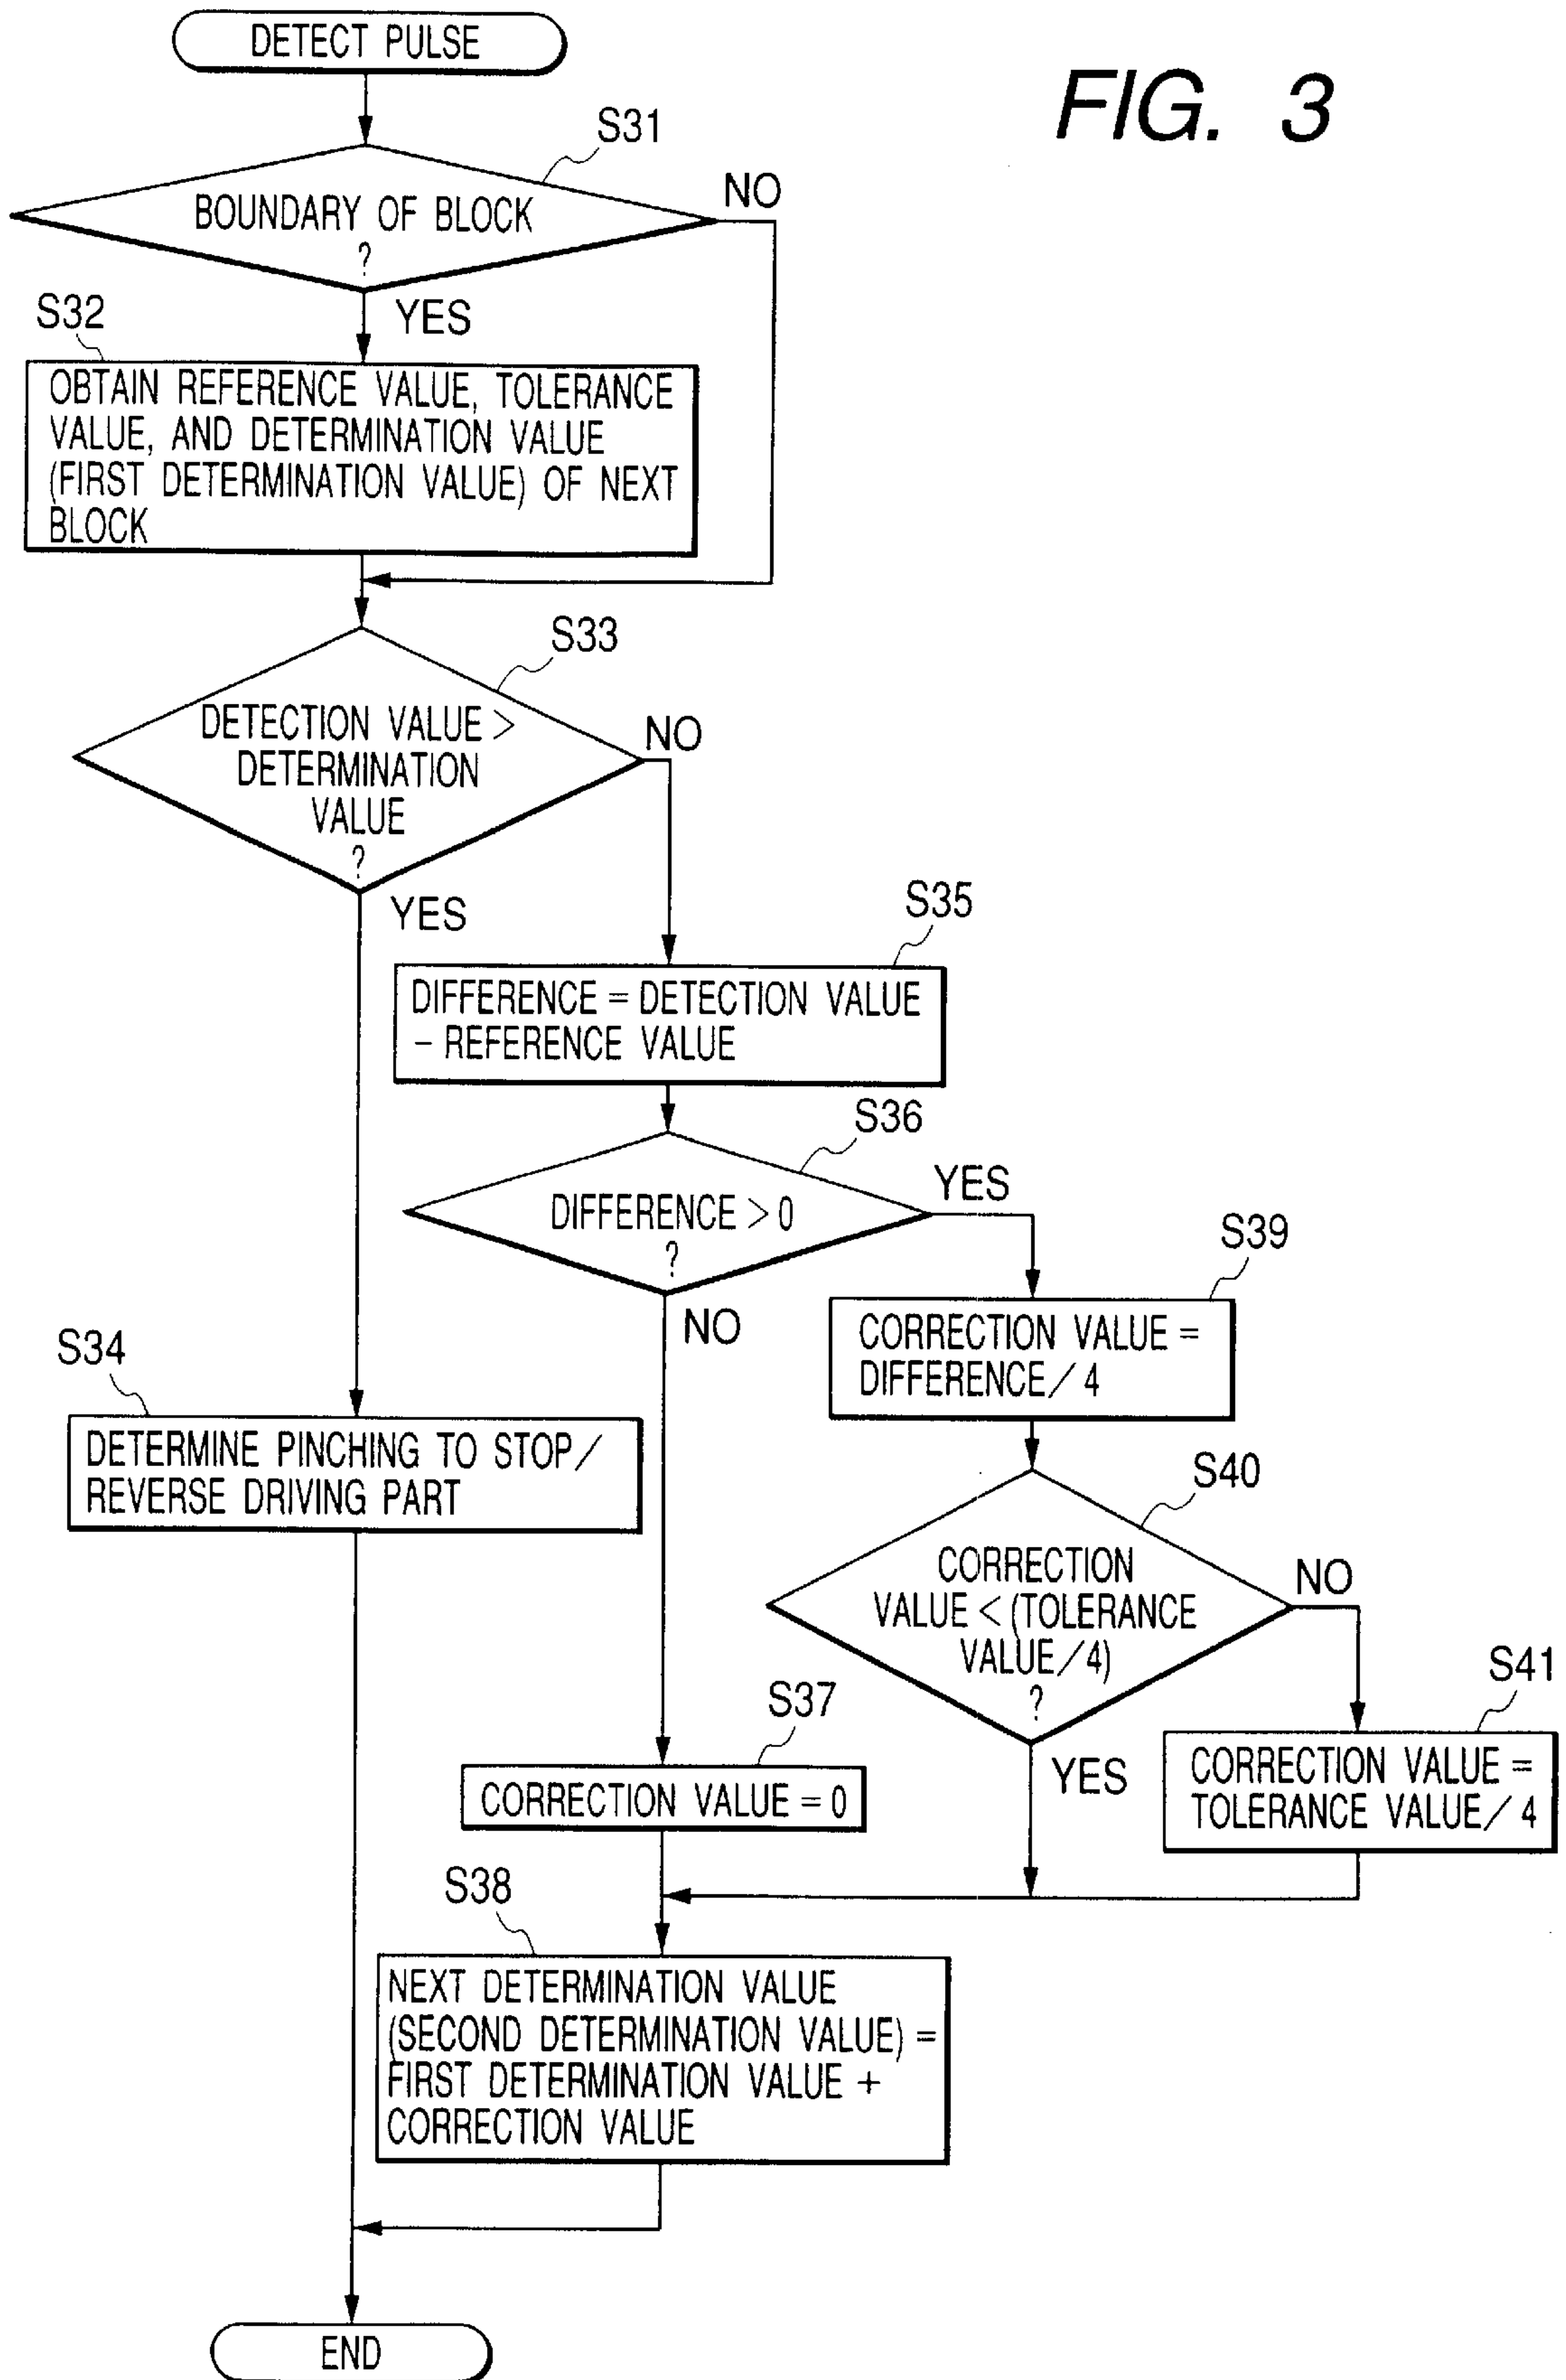 DETECT PULSE
FIG. 3
S31
BOUNDARY OF BLOCK
?
NO
YES
S32
OBTAIN REFERENCE VALUE, TOLERANCE
VALUE, AND DETERMINATION VALUE
(FIRST DETERMINATION VALUE) OF NEXT
BLOCK
S33
DETECTION VALUE >
DETERMINATION
VALUE
?
NO
YES
S35
DIFFERENCE = DETECTION VALUE
– REFERENCE VALUE
S36
DIFFERENCE > 0
?
YES
NO
S39
CORRECTION VALUE =
DIFFERENCE / 4
S34
DETERMINE PINCHING TO STOP/
REVERSE DRIVING PART
S40
CORRECTION
VALUE < (TOLERANCE
VALUE / 4)
?
NO
YES
S41
CORRECTION VALUE =
TOLERANCE VALUE / 4
S37
CORRECTION VALUE = 0
S38
NEXT DETERMINATION VALUE
(SECOND DETERMINATION VALUE) =
FIRST DETERMINATION VALUE +
CORRECTION VALUE
END